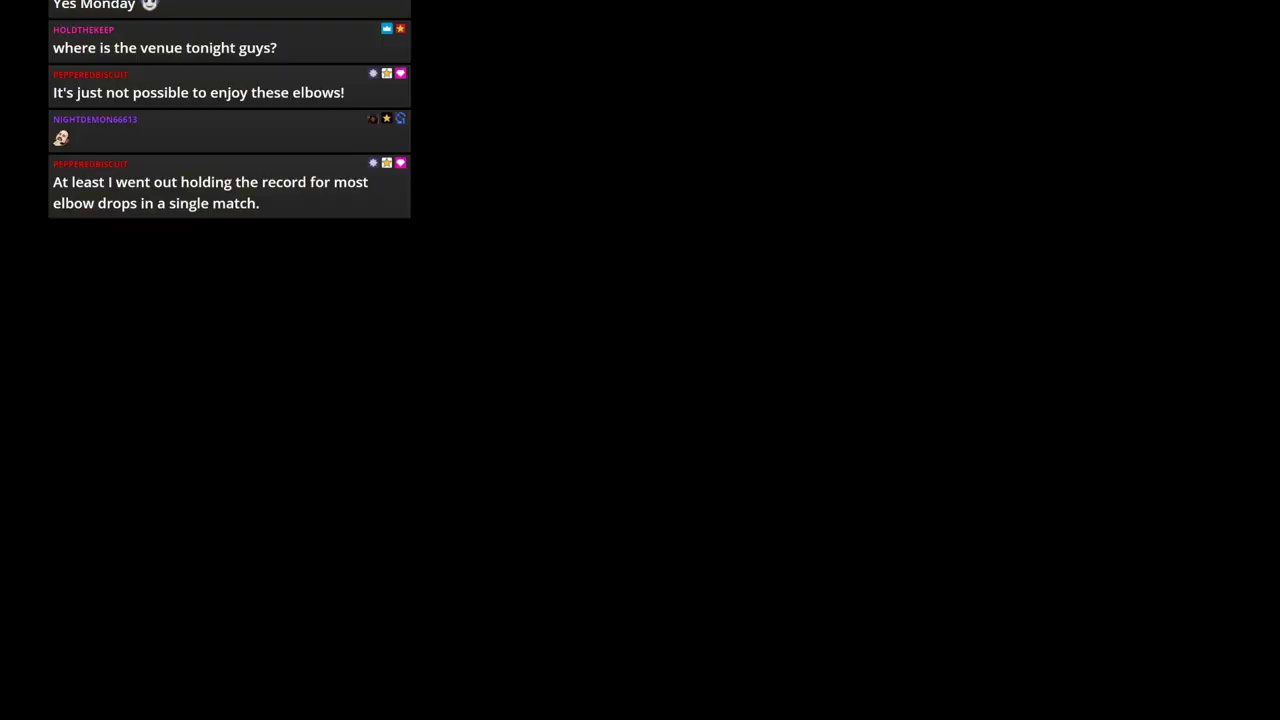 Yes Monday
HOLDTHEKEEP
where is the venue tonight guys?
PEPPEREDBISCUIT
It's just not possible to enjoy these elbows!
NIGHTDEMON66613
PEPPEREDBISCUIT
At least I went out holding the record for most
elbow drops in a single match.